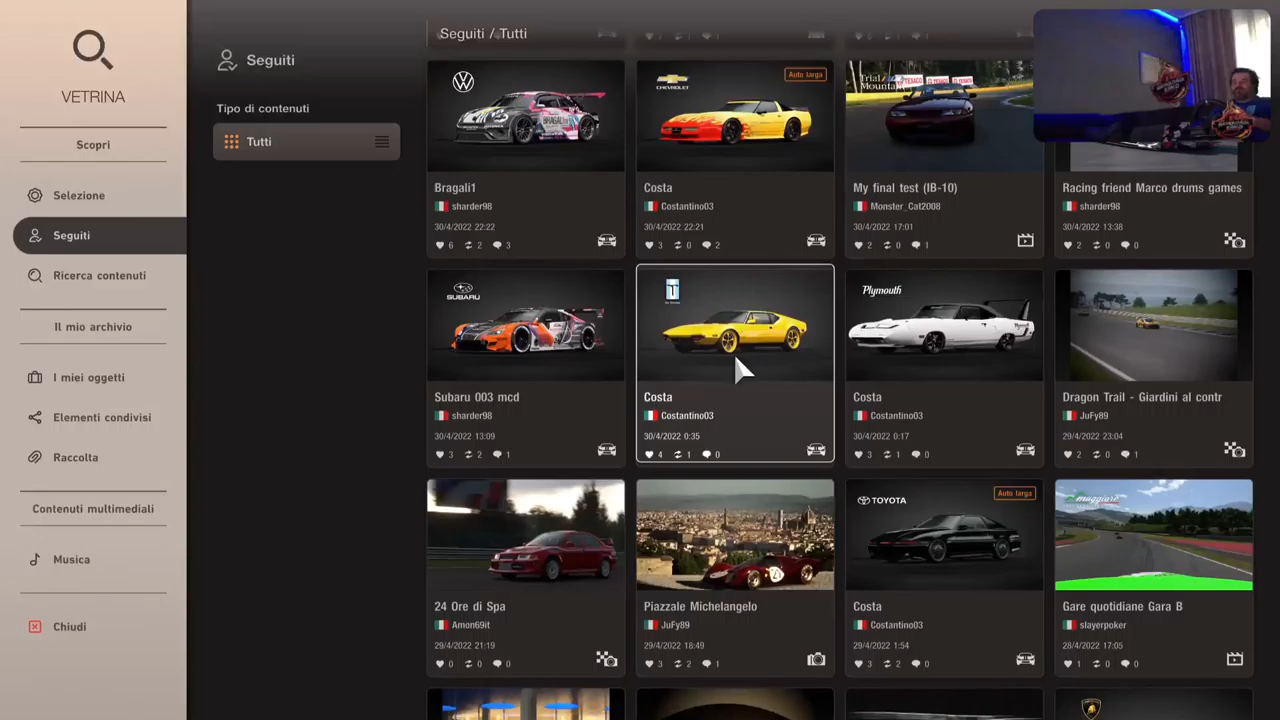 VETRINA
Scopri
Selezione
Seguiti
Ricerca contenuti
Il mio archivio
I miei oggetti
Elementi condivisi
Raccolta
Contenuti multimediali
Musica
Chiudi
Seguiti
Tipo di contenuti
Tutti
Seguiti / Tutti
BRAGALI
Bragali1
sharder98
30/4/2022 22:22
6 2 3
CHEVROLET
Auto targa
Costa
Costantino03
30/4/2022 22:21
3 0 2
Trial Mountain
TEXACO
My final test (IB-10)
Monster_Cat2008
30/4/2022 17:01
2 0 1
Racing friend Marco drums games
sharder98
30/4/2022 13:38
2 0 0
SUBARU
Subaru 003 mcd
sharder98
30/4/2022 13:09
3 2 1
Costa
Costantino03
30/4/2022 0:35
4 1 0
Plymouth
Costa
Costantino03
30/4/2022 0:17
3 1 0
Dragon Trail - Giardini al contr
JuFy89
29/4/2022 23:04
2 0 1
24 Ore di Spa
Amon69it
29/4/2022 21:19
0 0 0
21
Piazzale Michelangelo
JuFy89
29/4/2022 18:49
3 2 1
TOYOTA
Auto targa
Costa
Costantino03
29/4/2022 1:54
3 2 0
maggiore
Gare quotidiane Gara B
slayerpoker
28/4/2022 17:05
1 0 0